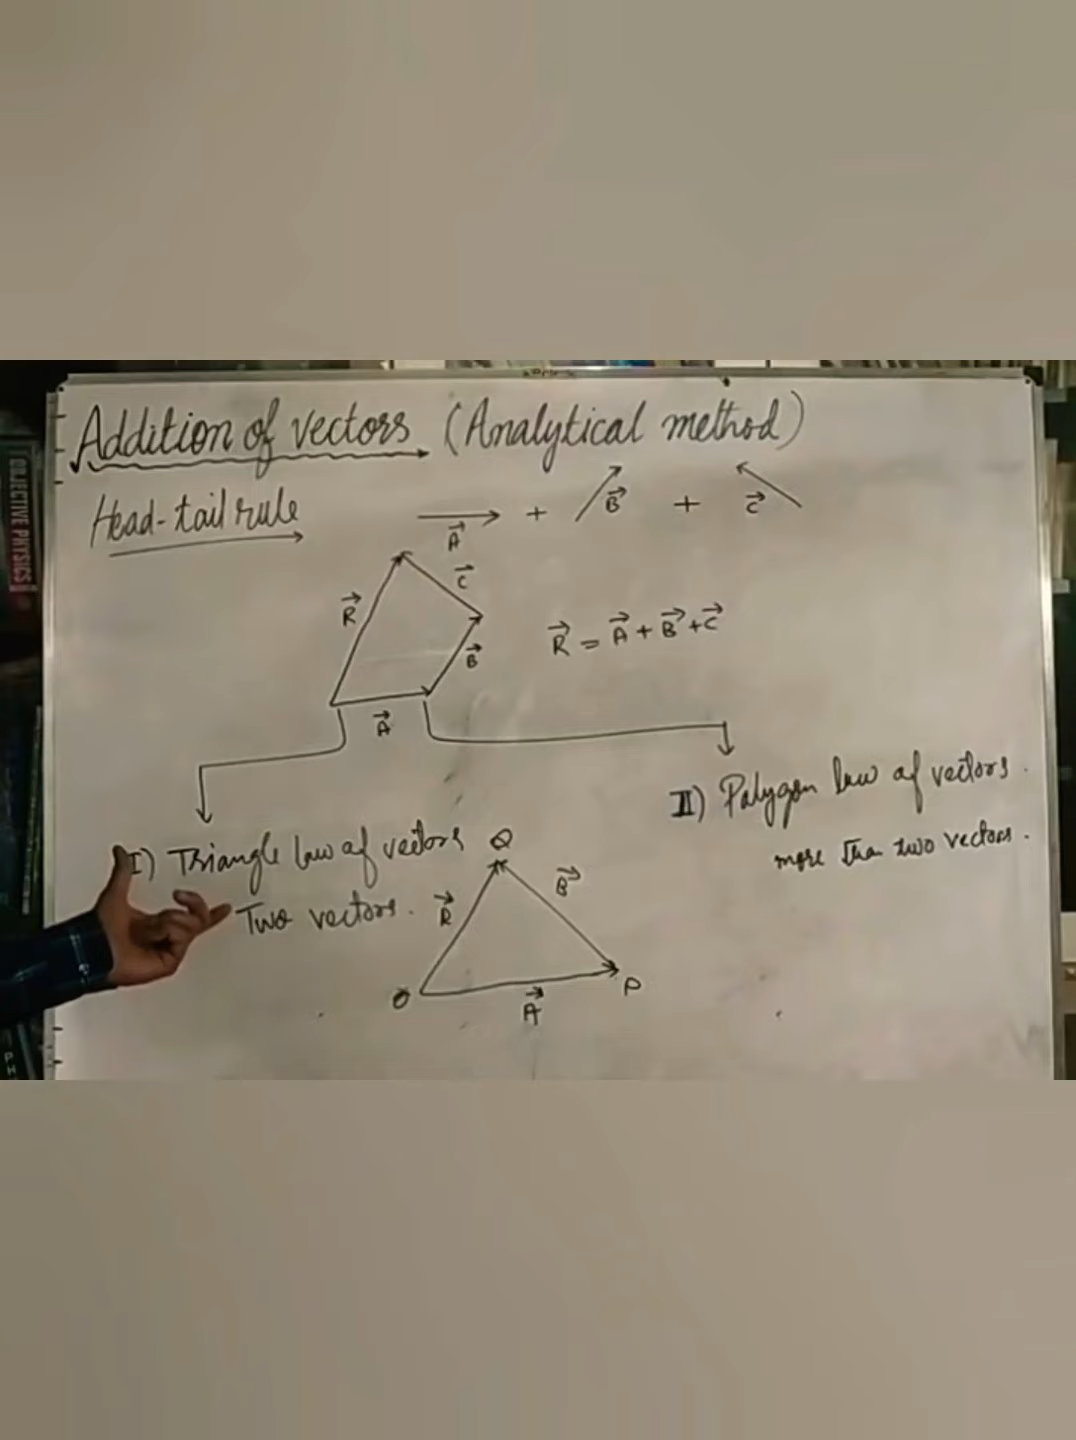 Addition of vectors (Analytical method)
Head-tail rule
A + B + C
R
C
B
A
R = A + B + C
I) Triangle law of vectors
Two vectors.
II) Polygon law of vectors.
more than two vectors.
Q
R
B
O
A
P
OBJECTIVE PHYSICS
PH